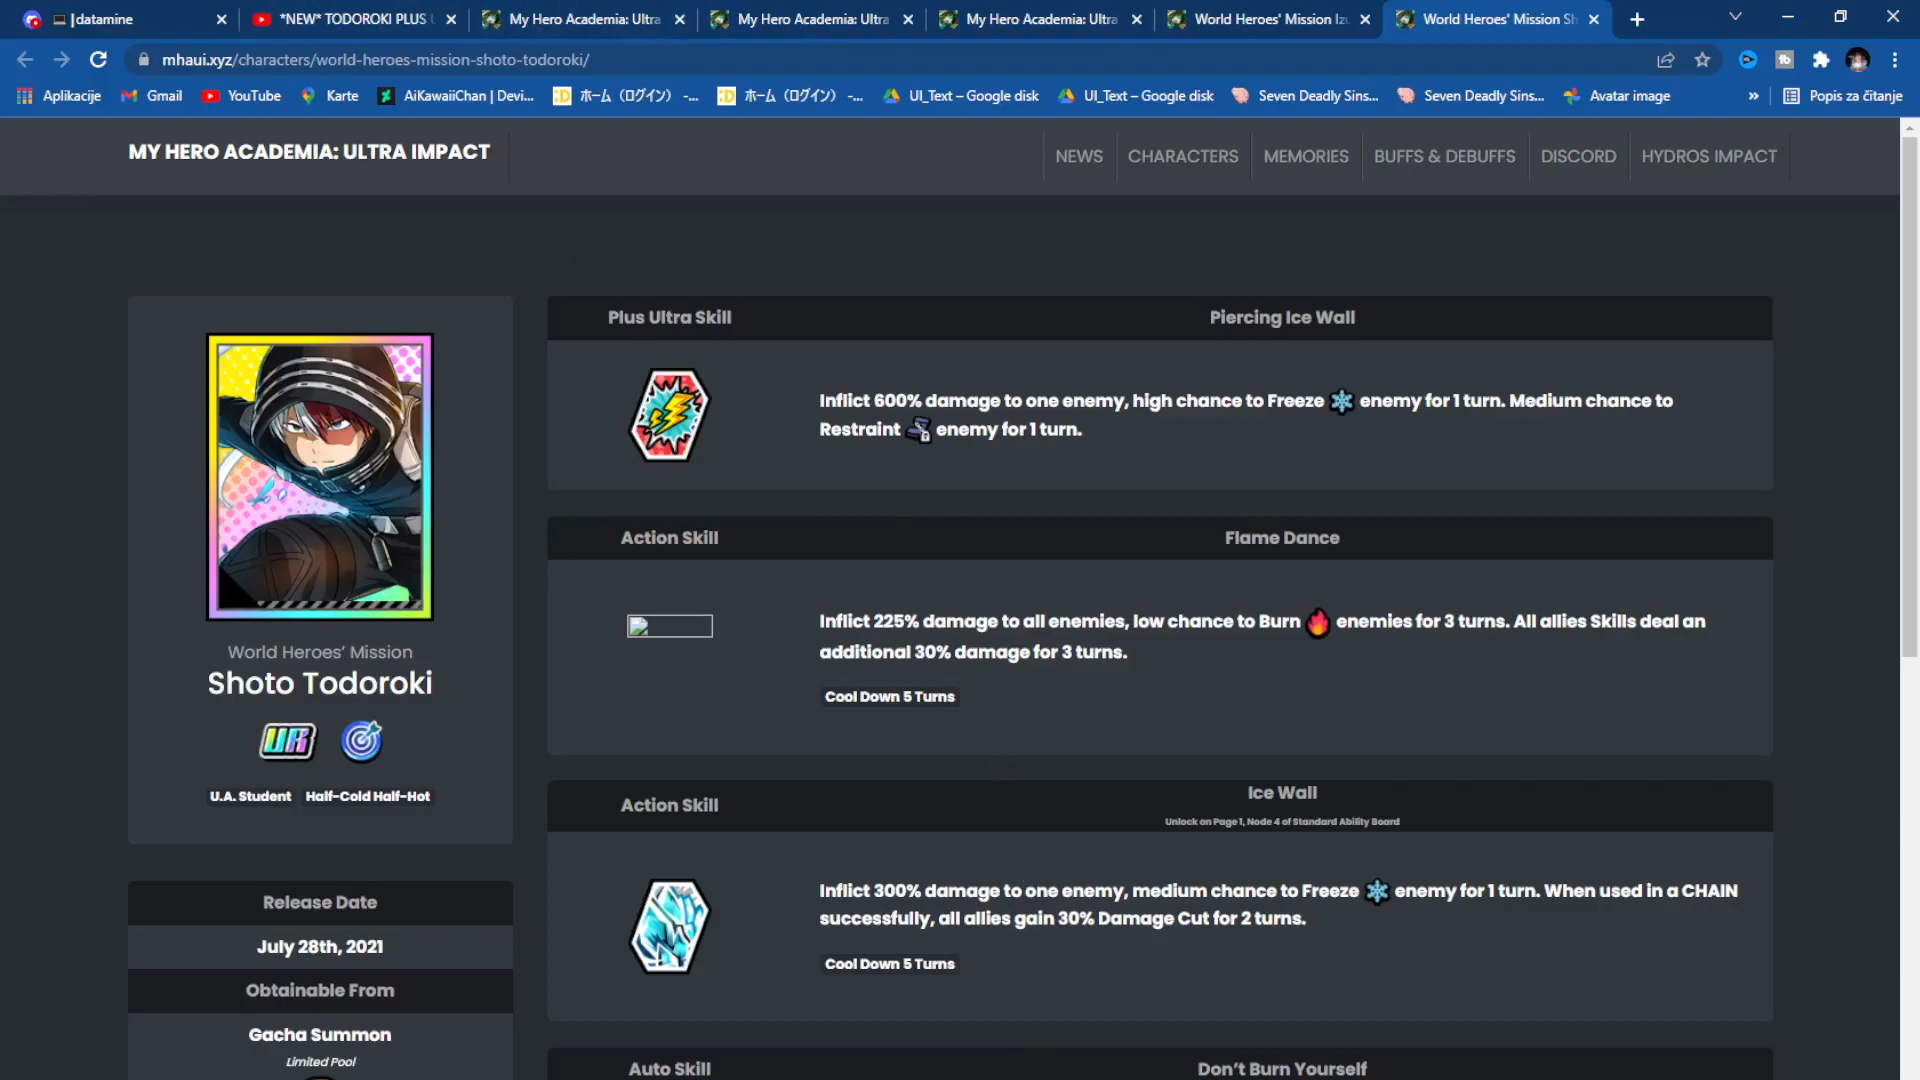 |datamine
*NEW* TODOROKI PLUS
My Hero Academia: Ultra
My Hero Academia: Ultra
My Hero Academia: Ultra
World Heroes' Mission Iz
World Heroes' Mission Sh
mhaui.xyz/characters/world-heroes-mission-shoto-todoroki/
Aplikacije
Gmail
YouTube
Karte
AiKawaiiChan | Devi...
ホーム（ログイン） -...
ホーム（ログイン） -...
UI_Text – Google disk
UI_Text – Google disk
Seven Deadly Sins...
Seven Deadly Sins...
Avatar image
»
Popis za čitanje
MY HERO ACADEMIA: ULTRA IMPACT
NEWS
CHARACTERS
MEMORIES
BUFFS & DEBUFFS
DISCORD
HYDROS IMPACT
World Heroes' Mission
Shoto Todoroki
UR
U.A. Student Half-Cold Half-Hot
Release Date
July 28th, 2021
Obtainable From
Gacha Summon
Limited Pool
Plus Ultra Skill
Piercing Ice Wall
Inflict 600% damage to one enemy, high chance to Freeze enemy for 1 turn. Medium chance to
Restraint enemy for 1 turn.
Action Skill
Flame Dance
Inflict 225% damage to all enemies, low chance to Burn enemies for 3 turns. All allies Skills deal an
additional 30% damage for 3 turns.
Cool Down 5 Turns
Action Skill
Ice Wall
Unlock on Page 1, Node 4 of Standard Ability Board
Inflict 300% damage to one enemy, medium chance to Freeze enemy for 1 turn. When used in a CHAIN
successfully, all allies gain 30% Damage Cut for 2 turns.
Cool Down 5 Turns
Auto Skill
Don't Burn Yourself